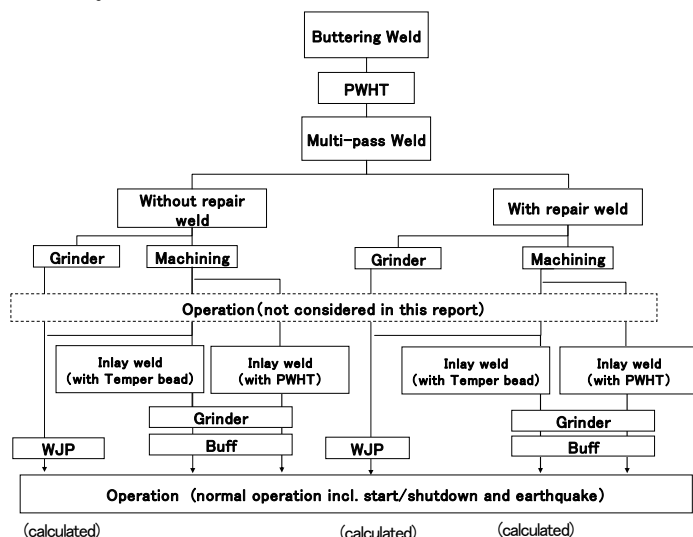 Buttering Weld
PWHT
Multi-pass Weld
Without repair
weld
With repair weld
Grinder
Machining
Grinder
Machining
Operation(not considered in this report)
Inlay weld
(with Temper bead)
Inlay weld
(with PWHT)
Inlay weld
(with Temper bead)
Inlay weld
(with PWHT)
Grinder
Grinder
WJP
Buff
WJP
Buff
Operation (normal operation incl. start/shutdown and earthquake)
(calculated)
(calculated)
(calculated)